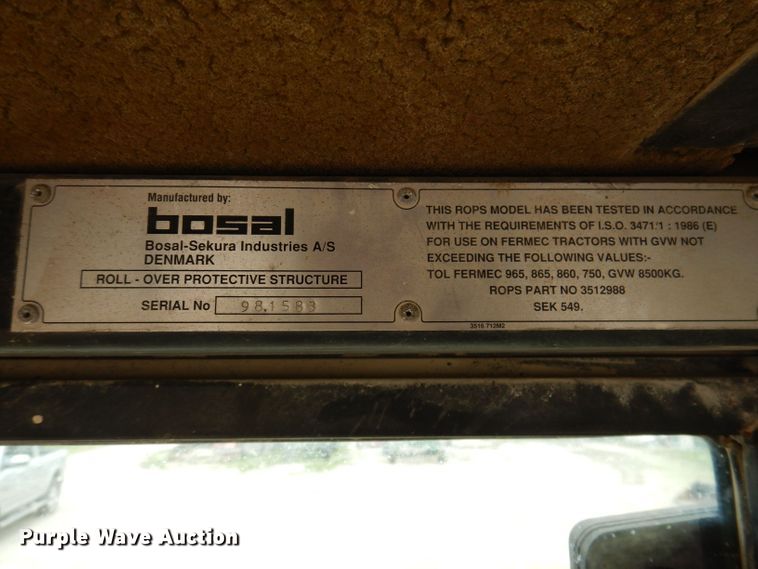 Manufactured by:
bosal
Bosal-Sekura Industries A/S
DENMARK
ROLL - OVER PROTECTIVE STRUCTURE
SERIAL No 981583
THIS ROPS MODEL HAS BEEN TESTED IN ACCORDANCE
WITH THE REQUIREMENTS OF I.S.O. 3471/1 : 1986 (E)
FOR USE ON FERMEC TRACTORS WITH GVW NOT
EXCEEDING THE FOLLOWING VALUES:-
TOL FERMEC 965, 865, 860, 750, GVW 8500KG.
ROPS PART NO 3512988
SEK 549.
3516 712M2
Purple Wave Auction